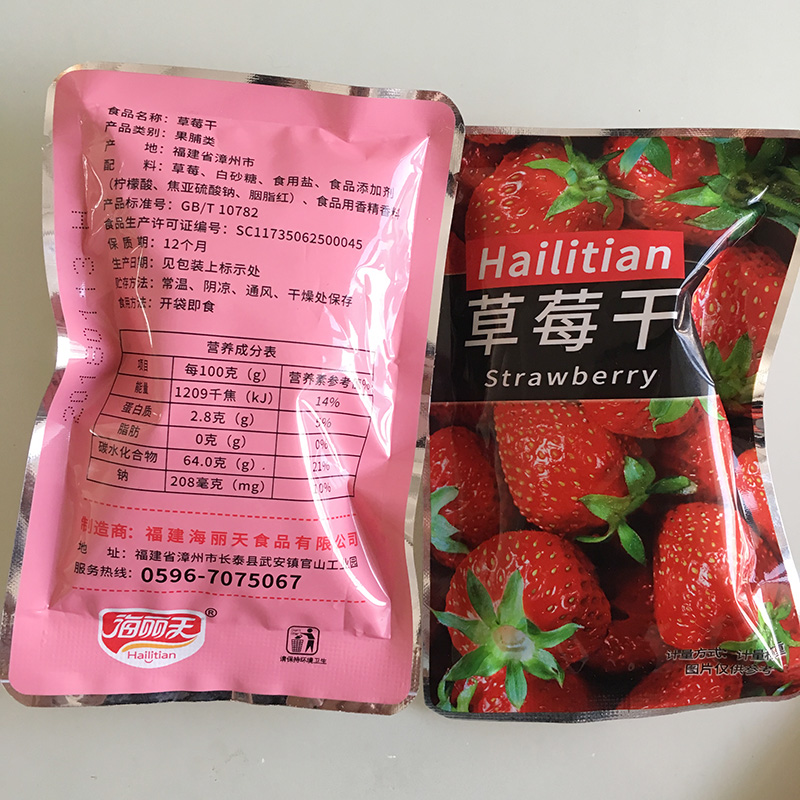 食品名称：草莓干
产品类别：果脯类
产　地：福建省漳州市
配　料：草莓、白砂糖、食用盐、食品添加剂
（柠檬酸、焦亚硫酸钠、胭脂红）、食品用香精香料
产品标准号：GB/T 10782
食品生产许可证编号：SC11735062500045
保 质 期：12个月
生产日期：见包装上标示处
贮存方法：常温、阴凉、通风、干燥处保存
食用方法：开袋即食
营养成分表
项目 每100克（g） 营养素参考值%
能量 1209千焦（kJ） 14%
蛋白质 2.8克（g） 5%
脂肪 0克（g） 0%
碳水化合物 64.0克（g） 21%
钠 208毫克（mg） 10%
制造商：福建海丽天食品有限公司
地　址：福建省漳州市长泰县武安镇官山工业园
服务热线：0596-7075067
海丽天®
Hailitian
请保持环境卫生
Hailitian
草莓干
Strawberry
计量方式：计量称重
图片仅供参考